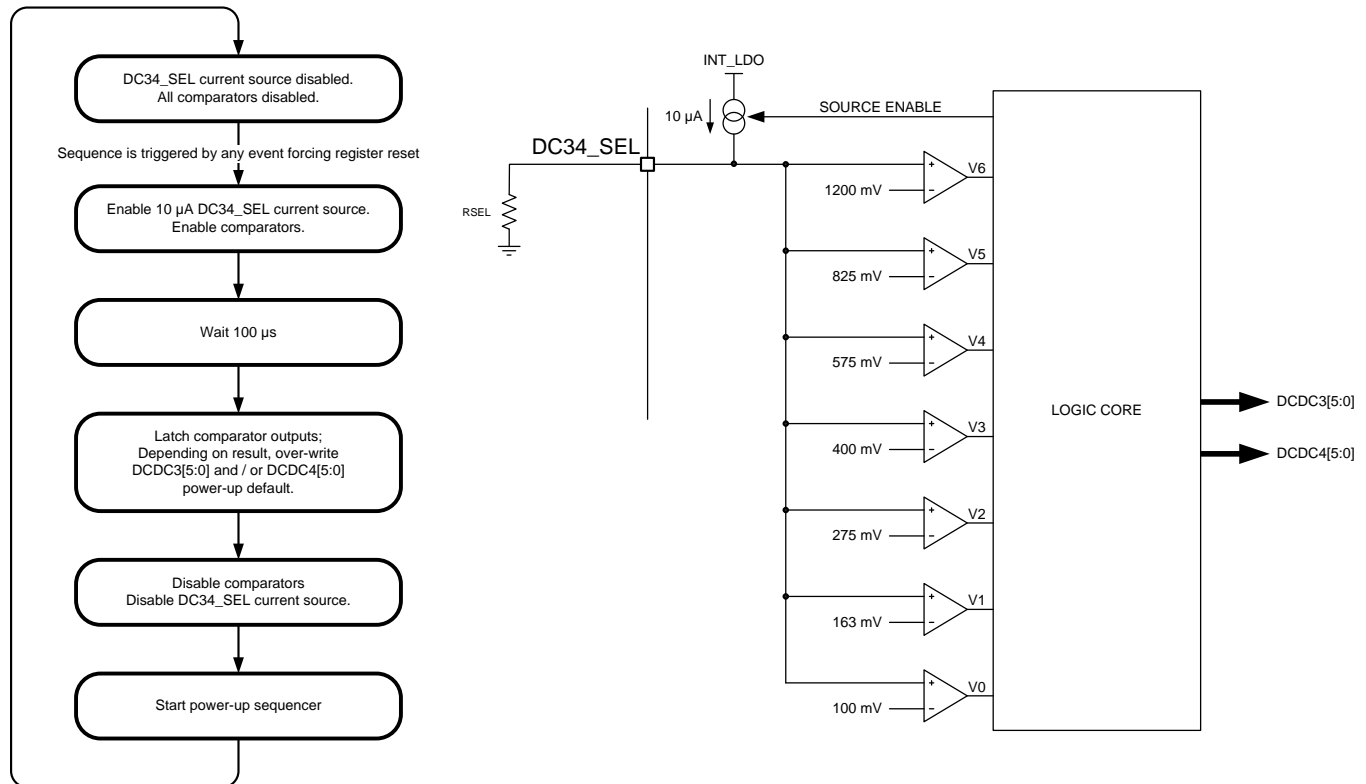 DC34_SEL current source disabled.
All comparators disabled.
Sequence is triggered by any event forcing register reset
Enable 10 µA DC34_SEL current source.
Enable comparators.
Wait 100 µs
Latch comparator outputs;
Depending on result, over-write
DCDC3[5:0] and / or DCDC4[5:0]
power-up default.
Disable comparators
Disable DC34_SEL current source.
Start power-up sequencer
INT_LDO
10 µA
SOURCE ENABLE
DC34_SEL
RSEL
+
V6
1200 mV
−
+
V5
825 mV
−
+
V4
575 mV
−
+
V3
400 mV
−
+
V2
275 mV
−
+
V1
163 mV
−
+
V0
100 mV
−
LOGIC CORE
DCDC3[5:0]
DCDC4[5:0]